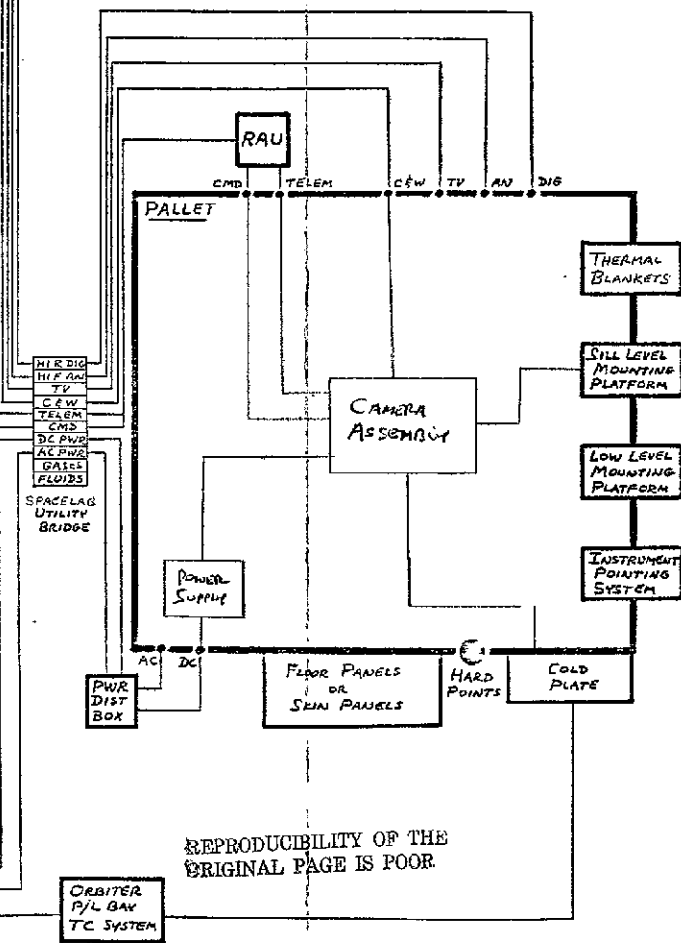 RAU
CMD
TELEM
C&W
TV
AN
DIG
PALLET
THERMAL
BLANKETS
SILL LEVEL
MOUNTING
PLATFORM
HI R DIG
HI F AN
TV
C&W
TELEM
CMD
DC PWR
AC PWR
GASES
FLUIDS
SPACELAB
UTILITY
BRIDGE
CAMERA
ASSEMBLY
LOW LEVEL
MOUNTING
PLATFORM
INSTRUMENT
POINTING
SYSTEM
POWER
SUPPLY
AC
DC
PWR
DIST
BOX
FLOOR PANELS
OR
SKIN PANELS
HARD
POINTS
COLD
PLATE
REPRODUCIBILITY OF THE
ORIGINAL PAGE IS POOR
ORBITER
P/L BAY
TC SYSTEM